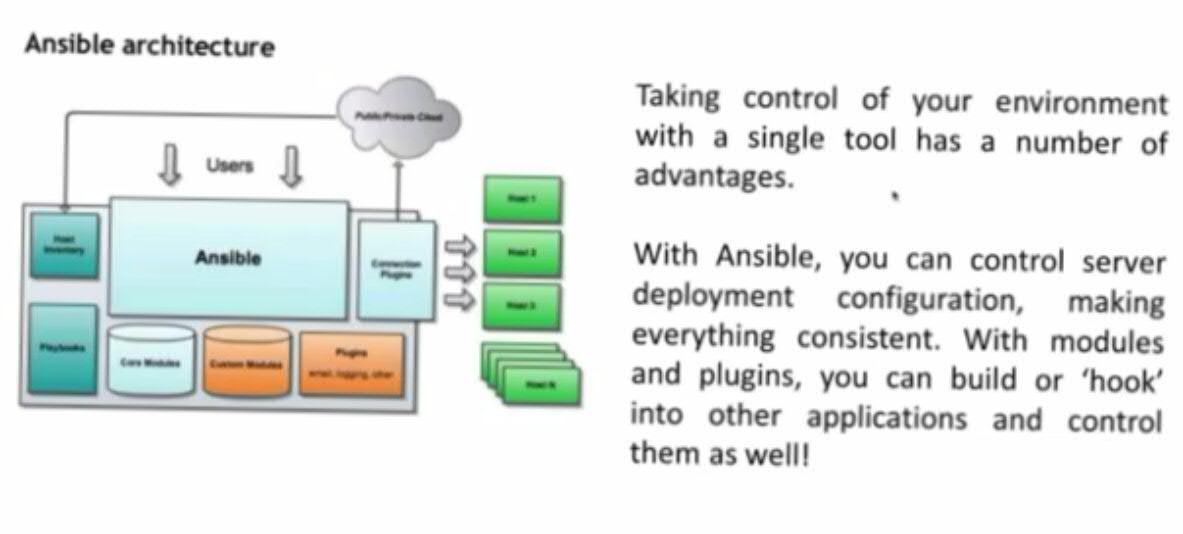 Ansible architecture
Public/Private Cloud
Users
Host
Inventory
Ansible
Connection
Plugins
Host 1
Host 2
Host 3
Host N
Playbooks
Core Modules
Custom Modules
Plugins
email, logging, other
Taking control of your environment
with a single tool has a number of
advantages.
With Ansible, you can control server
deployment configuration, making
everything consistent. With modules
and plugins, you can build or ‘hook’
into other applications and control
them as well!